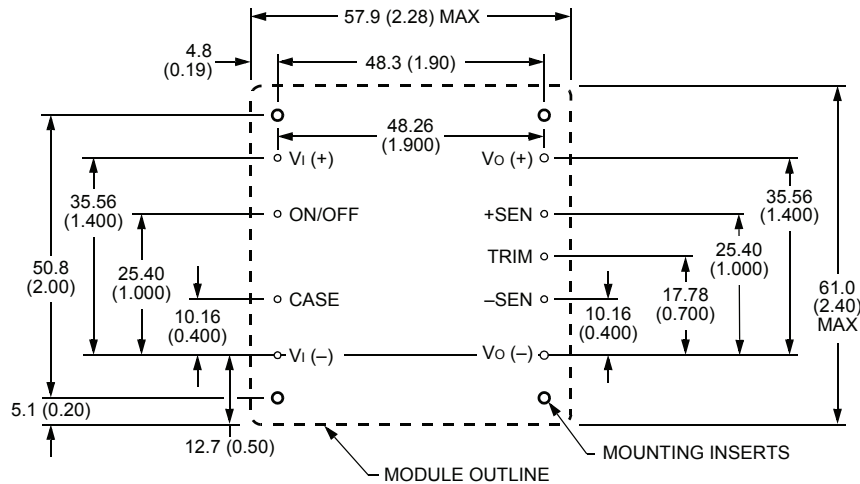 57.9 (2.28) MAX
4.8
(0.19)
48.3 (1.90)
48.26
(1.900)
VI (+)
VO (+)
35.56
(1.400)
35.56
(1.400)
ON/OFF
+SEN
50.8
(2.00)
25.40
(1.000)
TRIM
25.40
(1.000)
17.78
(0.700)
61.0
(2.40)
MAX
CASE
–SEN
10.16
(0.400)
10.16
(0.400)
VI (–)
VO (–)
5.1 (0.20)
12.7 (0.50)
MOUNTING INSERTS
MODULE OUTLINE